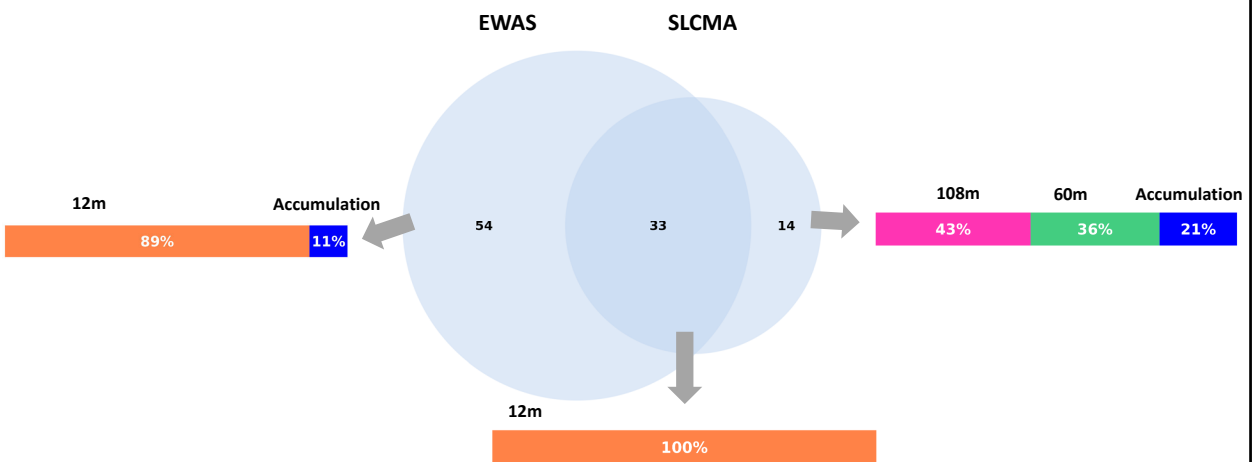 EWAS SLCMA
12m Accumulation
89% 11%
54 33 14
108m 60m Accumulation
43% 36% 21%
12m
100%